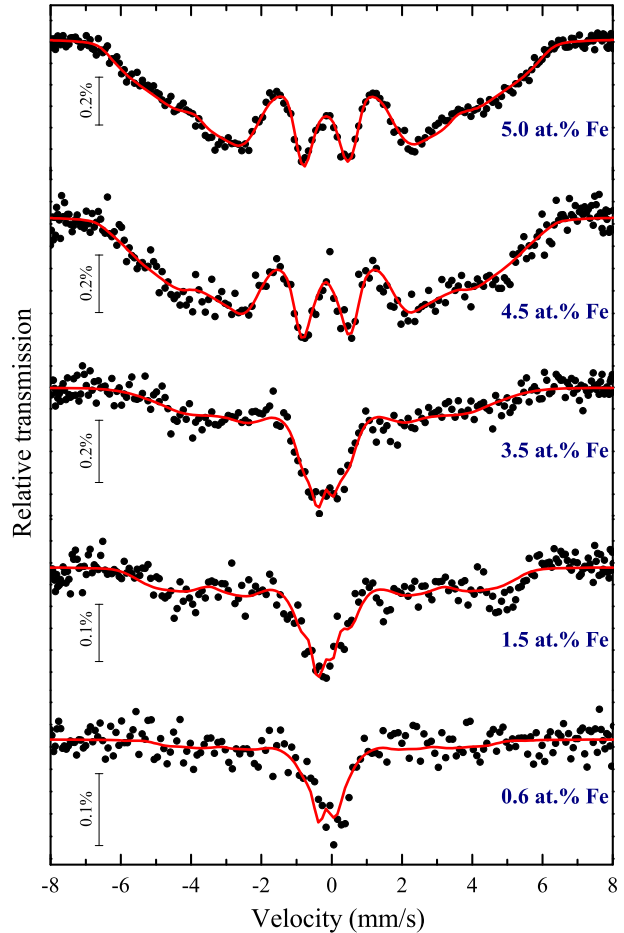 0.2%
5.0 at.% Fe
0.2%
4.5 at.% Fe
Relative transmission
0.2%
3.5 at.% Fe
0.1%
1.5 at.% Fe
0.1%
0.6 at.% Fe
-8 -6 -4 -2 0 2 4 6 8
Velocity (mm/s)